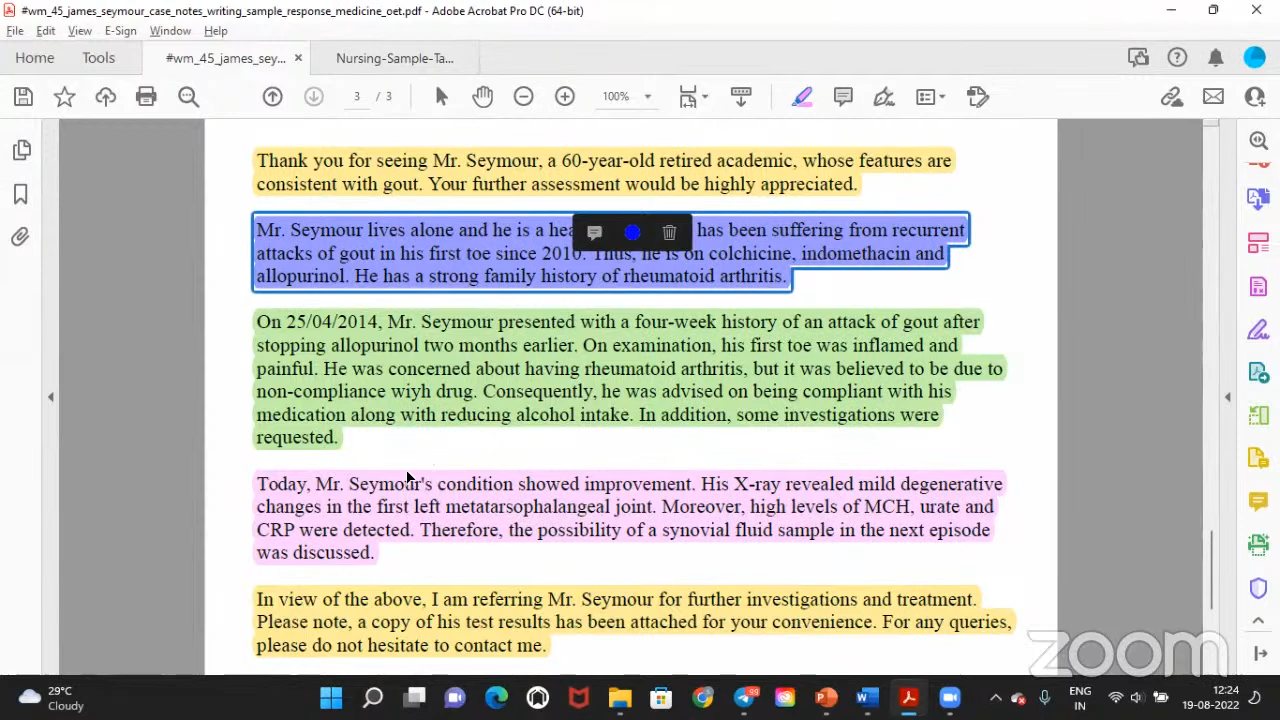 #wm_45_james_seymour_case_notes_writing_sample_response_medicine_oet.pdf - Adobe Acrobat Pro DC (64-bit)
File Edit View E-Sign Window Help
Home Tools #wm_45_james_sey... × Nursing-Sample-Ta...
3 / 3 100%
Thank you for seeing Mr. Seymour, a 60-year-old retired academic, whose features are
consistent with gout. Your further assessment would be highly appreciated.
Mr. Seymour lives alone and he is a hea has been suffering from recurrent
attacks of gout in his first toe since 2010. Thus, he is on colchicine, indomethacin and
allopurinol. He has a strong family history of rheumatoid arthritis.
On 25/04/2014, Mr. Seymour presented with a four-week history of an attack of gout after
stopping allopurinol two months earlier. On examination, his first toe was inflamed and
painful. He was concerned about having rheumatoid arthritis, but it was believed to be due to
non-compliance wiyh drug. Consequently, he was advised on being compliant with his
medication along with reducing alcohol intake. In addition, some investigations were
requested.
Today, Mr. Seymour's condition showed improvement. His X-ray revealed mild degenerative
changes in the first left metatarsophalangeal joint. Moreover, high levels of MCH, urate and
CRP were detected. Therefore, the possibility of a synovial fluid sample in the next episode
was discussed.
In view of the above, I am referring Mr. Seymour for further investigations and treatment.
Please note, a copy of his test results has been attached for your convenience. For any queries,
please do not hesitate to contact me.
zoom
29°C
Cloudy
99
ENG
IN
12:24
19-08-2022